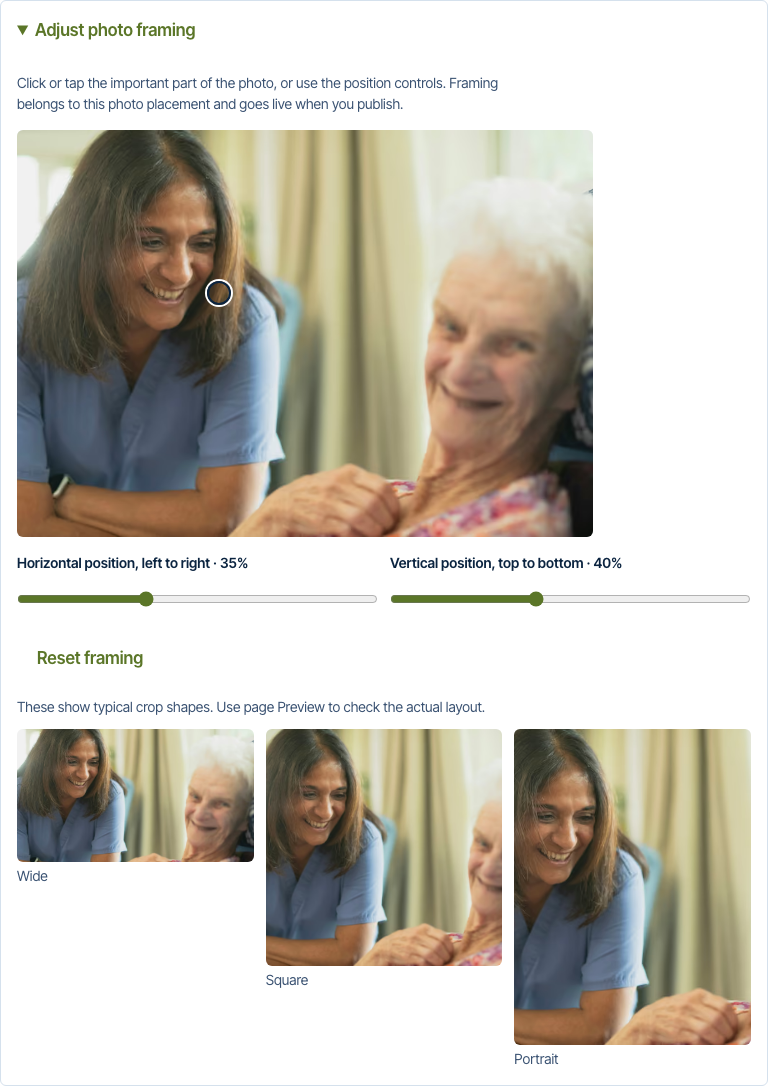 Adjust photo framing
Click or tap the important part of the photo, or use the position controls. Framing
belongs to this photo placement and goes live when you publish.
Horizontal position, left to right · 35%
Vertical position, top to bottom · 40%
Reset framing
These show typical crop shapes. Use page Preview to check the actual layout.
Wide
Square
Portrait